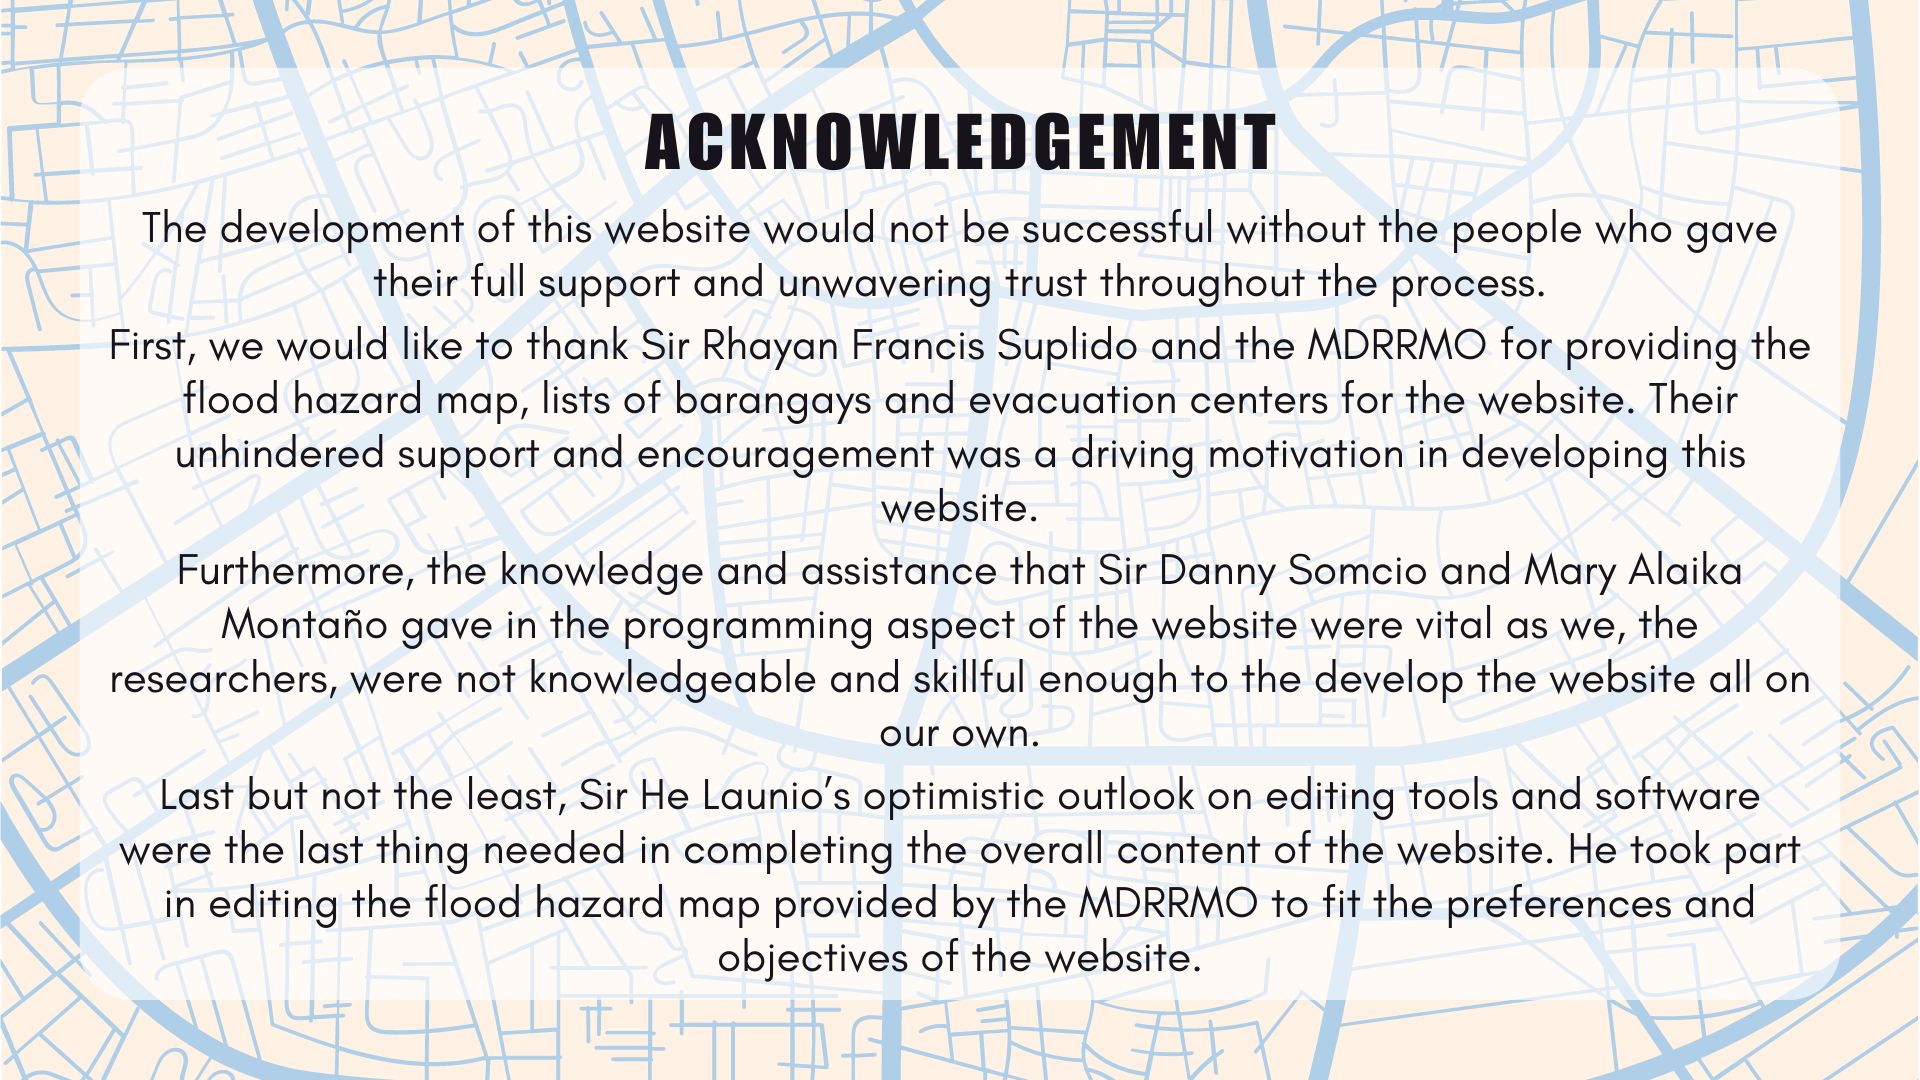 ACKNOWLEDGEMENT
The development of this website would not be successful without the people who gave
their full support and unwavering trust throughout the process.
First, we would like to thank Sir Rhayan Francis Suplido and the MDRRMO for providing the
flood hazard map, lists of barangays and evacuation centers for the website. Their
unhindered support and encouragement was a driving motivation in developing this
website.
Furthermore, the knowledge and assistance that Sir Danny Somcio and Mary Alaika
Montaño gave in the programming aspect of the website were vital as we, the
researchers, were not knowledgeable and skillful enough to the develop the website all on
our own.
Last but not the least, Sir He Launio’s optimistic outlook on editing tools and software
were the last thing needed in completing the overall content of the website. He took part
in editing the flood hazard map provided by the MDRRMO to fit the preferences and
objectives of the website.